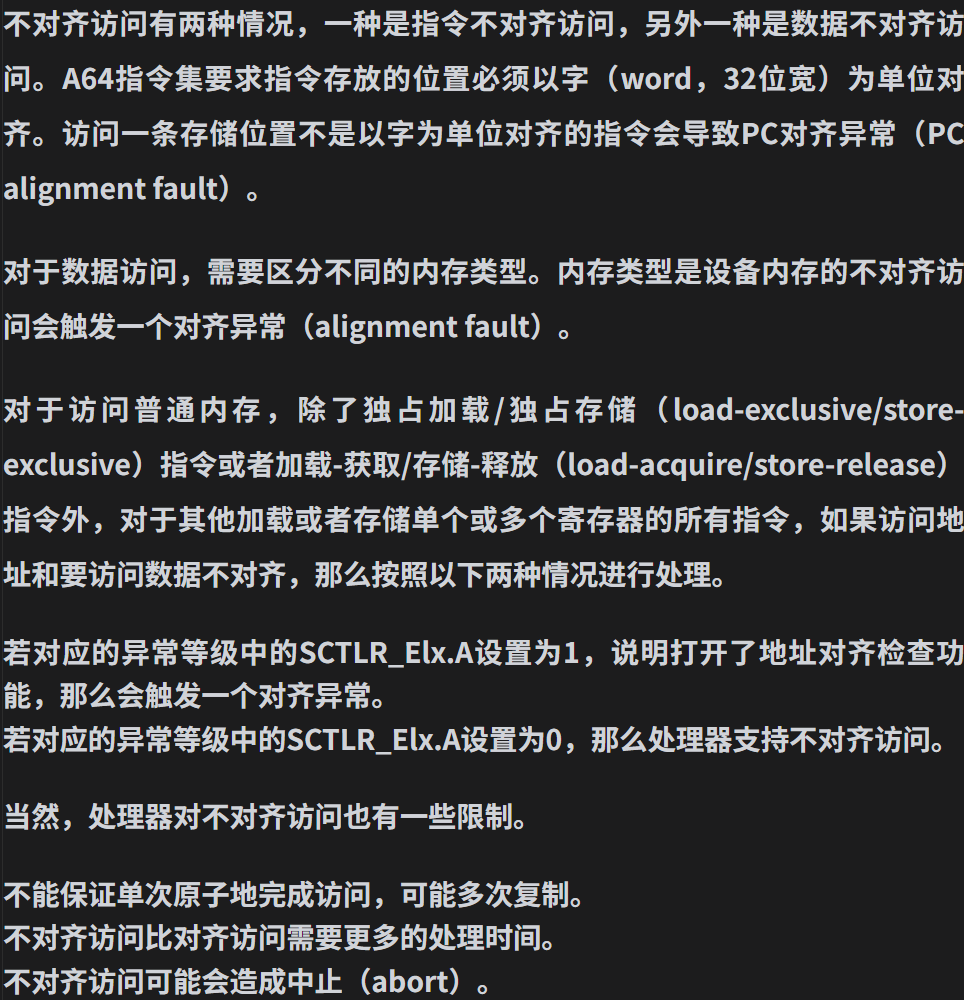 不对齐访问有两种情况，一种是指令不对齐访问，另外一种是数据不对齐访
问。A64指令集要求指令存放的位置必须以字（word，32位宽）为单位对
齐。访问一条存储位置不是以字为单位对齐的指令会导致PC对齐异常（PC
alignment fault）。
对于数据访问，需要区分不同的内存类型。内存类型是设备内存的不对齐访
问会触发一个对齐异常（alignment fault）。
对于访问普通内存，除了独占加载/独占存储（load-exclusive/store-
exclusive）指令或者加载-获取/存储-释放（load-acquire/store-release）
指令外，对于其他加载或者存储单个或多个寄存器的所有指令，如果访问地
址和要访问数据不对齐，那么按照以下两种情况进行处理。
若对应的异常等级中的SCTLR_Elx.A设置为1，说明打开了地址对齐检查功
能，那么会触发一个对齐异常。
若对应的异常等级中的SCTLR_Elx.A设置为0，那么处理器支持不对齐访问。
当然，处理器对不对齐访问也有一些限制。
不能保证单次原子地完成访问，可能多次复制。
不对齐访问比对齐访问需要更多的处理时间。
不对齐访问可能会造成中止（abort）。